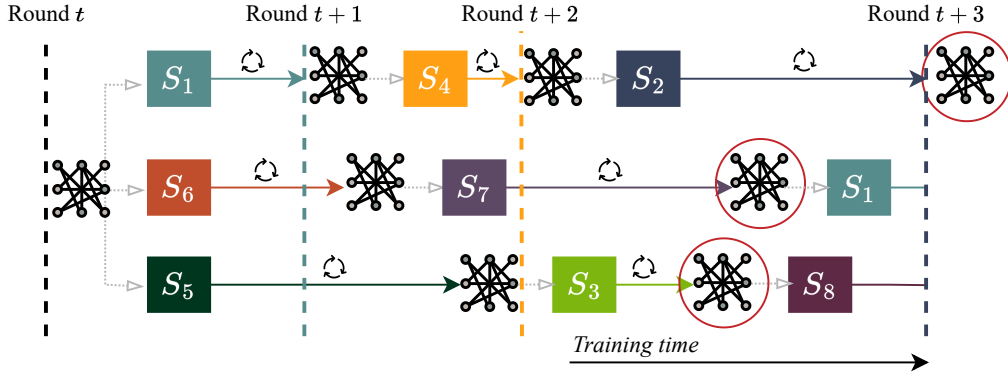 Round t
Round t + 1
Round t + 2
Round t + 3
S1
S4
S2
S6
S7
S1
S5
S3
S8
Training time